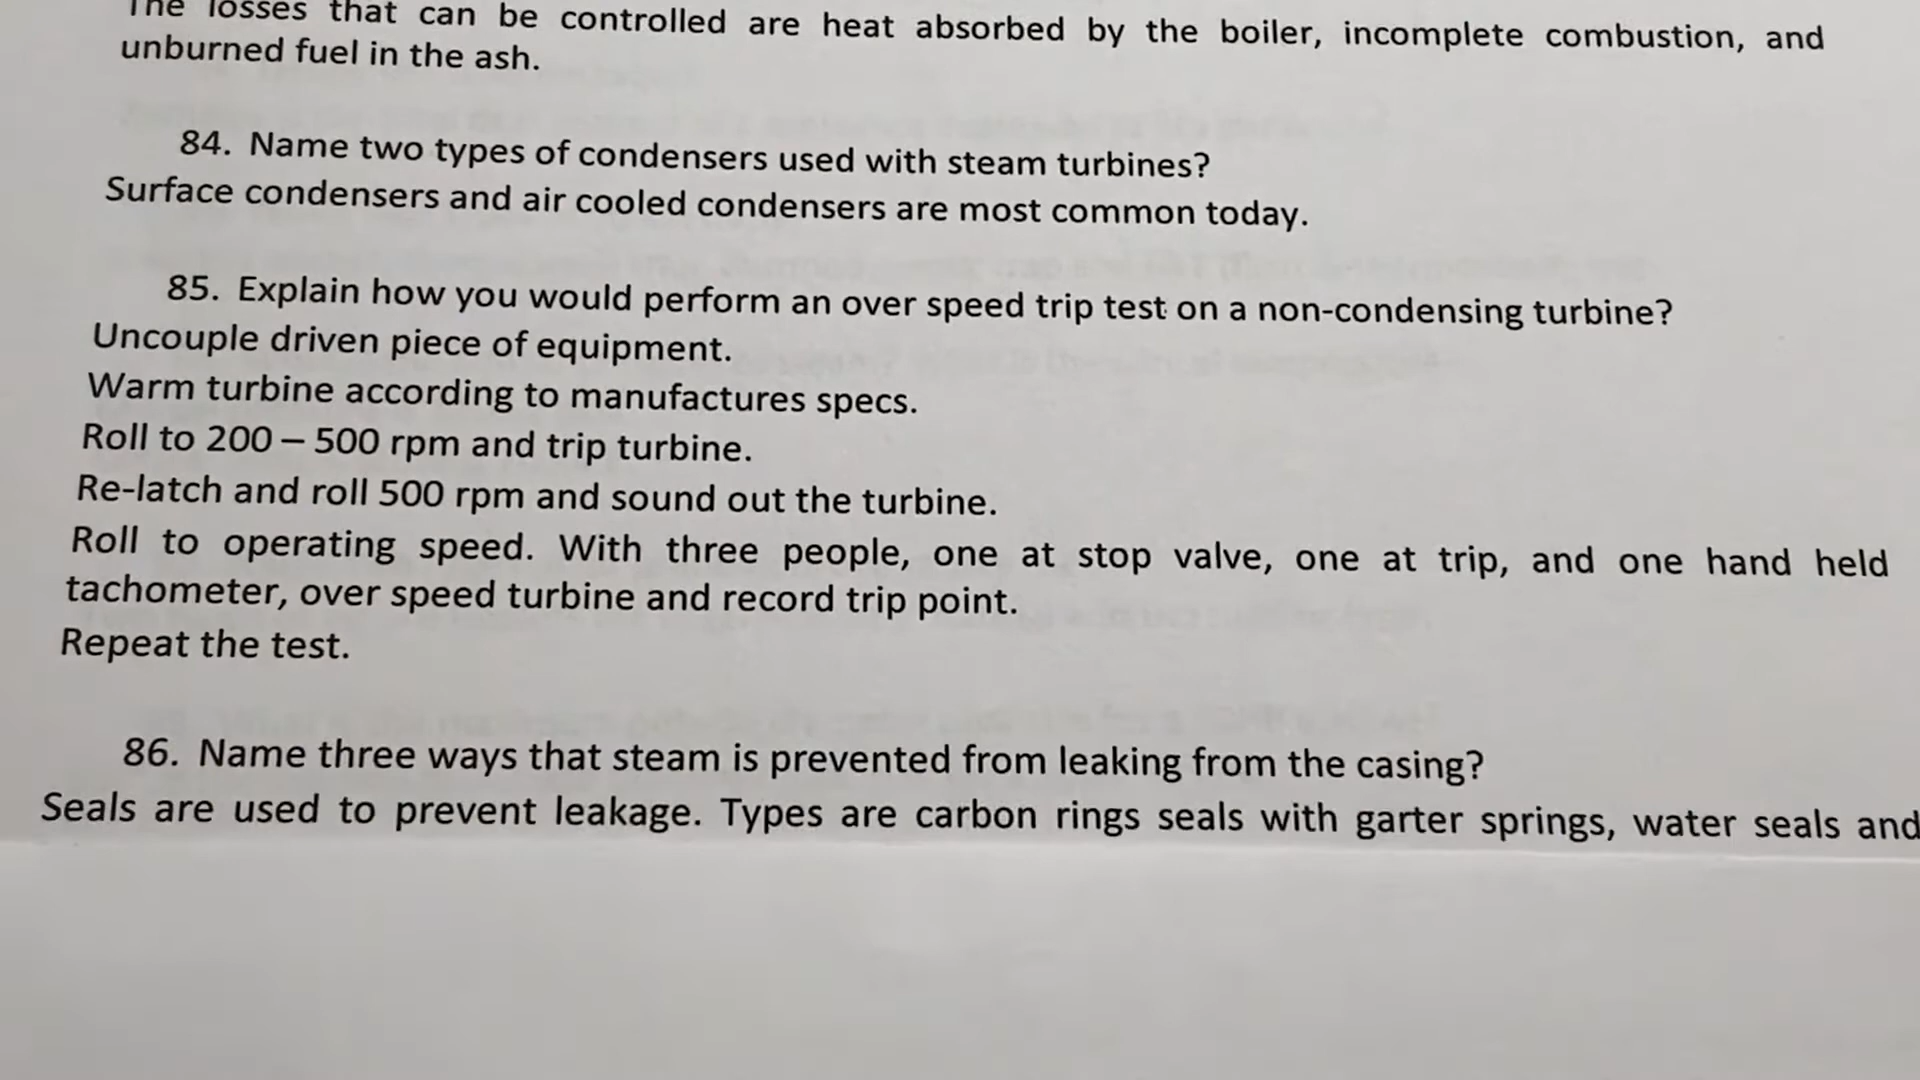 The losses that can be controlled are heat absorbed by the boiler, incomplete combustion, and
unburned fuel in the ash.
84. Name two types of condensers used with steam turbines?
Surface condensers and air cooled condensers are most common today.
85. Explain how you would perform an over speed trip test on a non-condensing turbine?
Uncouple driven piece of equipment.
Warm turbine according to manufactures specs.
Roll to 200 – 500 rpm and trip turbine.
Re-latch and roll 500 rpm and sound out the turbine.
Roll to operating speed. With three people, one at stop valve, one at trip, and one hand held
tachometer, over speed turbine and record trip point.
Repeat the test.
86. Name three ways that steam is prevented from leaking from the casing?
Seals are used to prevent leakage. Types are carbon rings seals with garter springs, water seals and